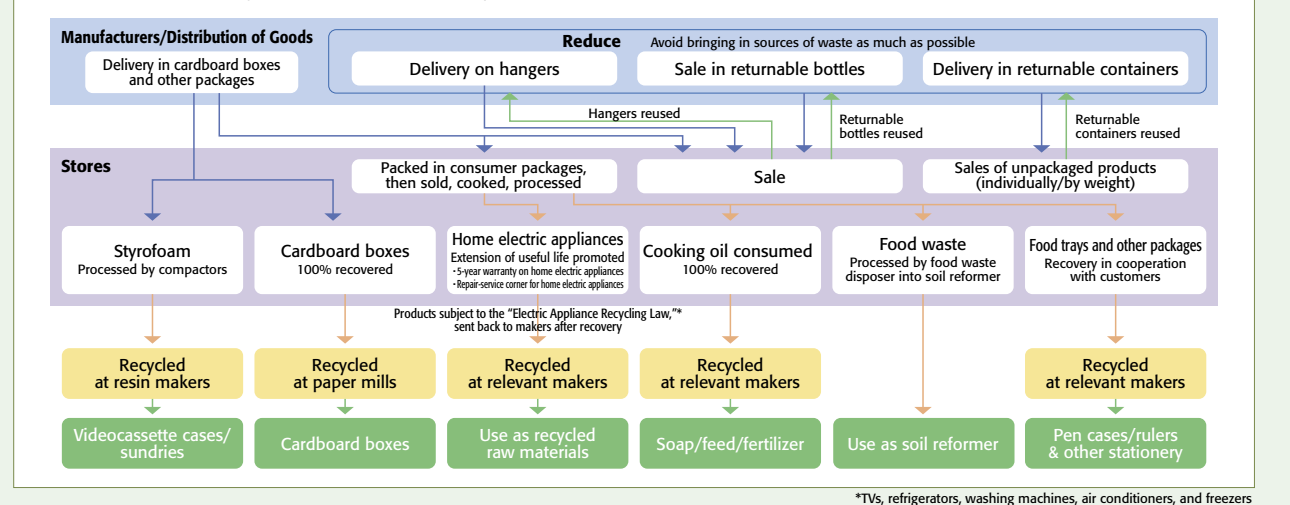 Manufacturers/Distribution of Goods
Reduce
Avoid bringing in sources of waste as much as possible
Delivery in cardboard boxes
and other packages
Delivery on hangers
Sale in returnable bottles
Delivery in returnable containers
Hangers reused
Returnable
bottles reused
Returnable
containers reused
Stores
Packed in consumer packages,
then sold, cooked, processed
Sale
Sales of unpackaged products
(individually/by weight)
Styrofoam
Processed by compactors
Cardboard boxes
100% recovered
Home electric appliances
Extension of useful life promoted
・5-year warranty on home electric appliances
・Repair-service corner for home electric appliances
Cooking oil consumed
100% recovered
Food waste
Processed by food waste
disposer into soil reformer
Food trays and other packages
Recovery in cooperation
with customers
Products subject to the "Electric Appliance Recycling Law,"*
sent back to makers after recovery
Recycled
at resin makers
Recycled
at paper mills
Recycled
at relevant makers
Recycled
at relevant makers
Recycled
at relevant makers
Videocassette cases/
sundries
Cardboard boxes
Use as recycled
raw materials
Soap/feed/fertilizer
Use as soil reformer
Pen cases/rulers
& other stationery
*TVs, refrigerators, washing machines, air conditioners, and freezers